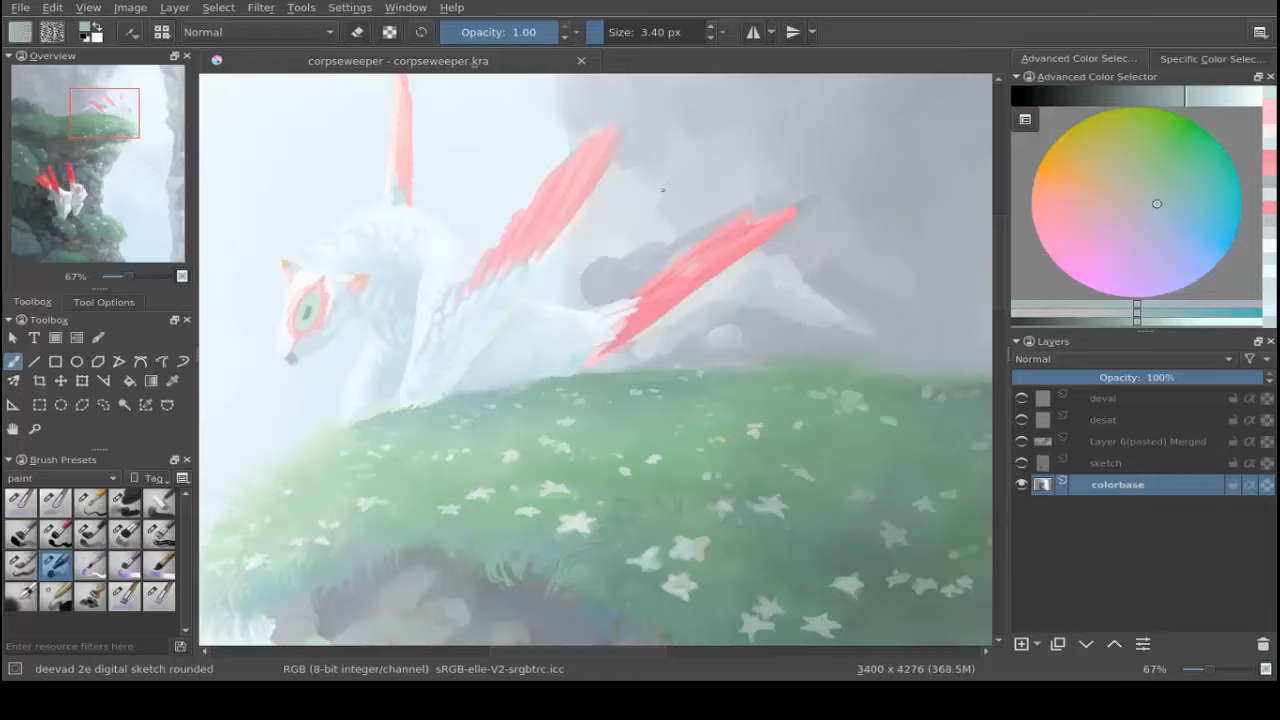 File Edit View Image Layer Select Filter Tools Settings Window Help
Normal Opacity: 1.00 Size: 3.40 px
Overview corpseweeper - corpseweeper.kra Advanced Color Selec... Specific Color Selec...
Advanced Color Selector
67%
Toolbox Tool Options
Toolbox
Layers
Normal
Opacity: 100%
deval
desat
Layer 6(pasted) Merged
sketch
colorbase
Brush Presets
paint Tag
Enter resource filters here
deevad 2e digital sketch rounded RGB (8-bit integer/channel) sRGB-elle-V2-srgbtrc.icc 3400 x 4276 (368.5M) 67%